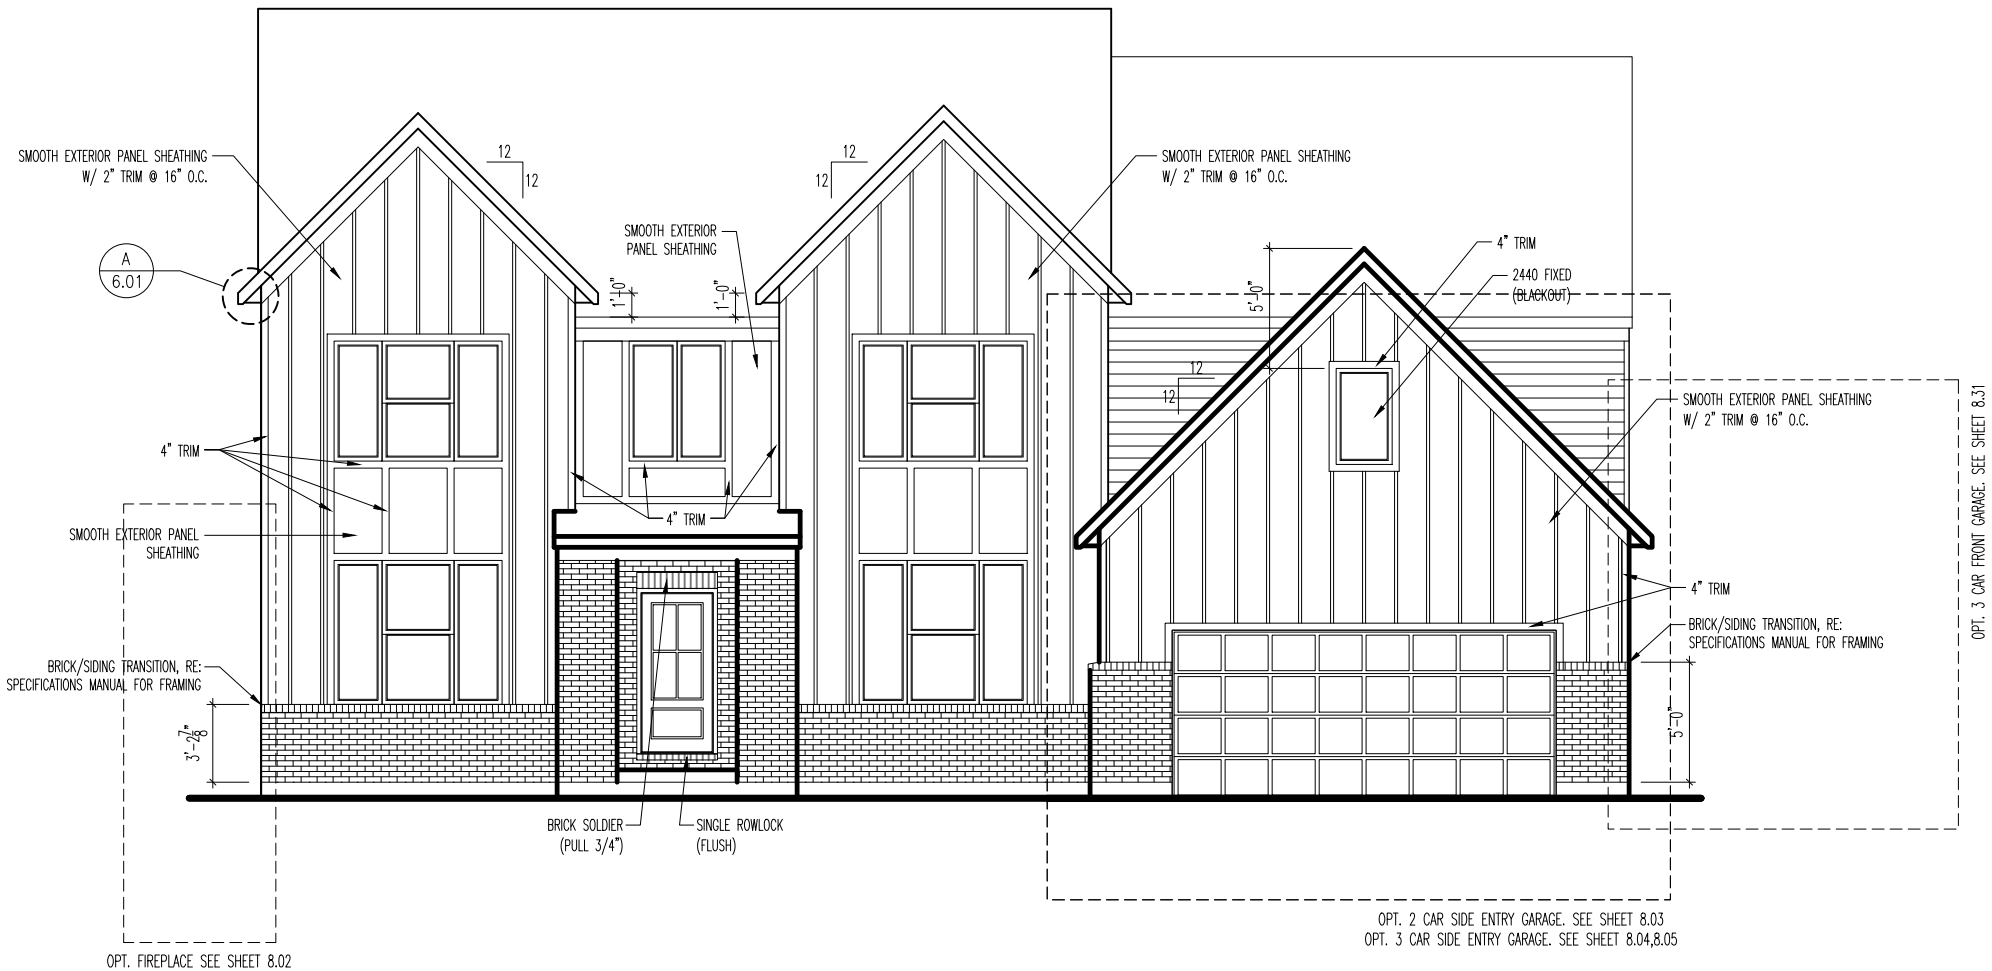 SMOOTH EXTERIOR PANEL SHEATHING
W/ 2" TRIM @ 16" O.C.
12
12
12
12
SMOOTH EXTERIOR PANEL SHEATHING
W/ 2" TRIM @ 16" O.C.
A
6.01
SMOOTH EXTERIOR
PANEL SHEATHING
1'-0"
1'-0"
5'-0"
4" TRIM
2440 FIXED
(BLACKOUT)
12
12
SMOOTH EXTERIOR PANEL SHEATHING
W/ 2" TRIM @ 16" O.C.
OPT. 3 CAR FRONT GARAGE. SEE SHEET 8.31
4" TRIM
4" TRIM
SMOOTH EXTERIOR PANEL
SHEATHING
4" TRIM
BRICK/SIDING TRANSITION, RE:
SPECIFICATIONS MANUAL FOR FRAMING
BRICK/SIDING TRANSITION, RE:
SPECIFICATIONS MANUAL FOR FRAMING
3'-2 7/8"
5'-0
BRICK SOLDIER
(PULL 3/4")
SINGLE ROWLOCK
(FLUSH)
OPT. 2 CAR SIDE ENTRY GARAGE. SEE SHEET 8.03
OPT. 3 CAR SIDE ENTRY GARAGE. SEE SHEET 8.04,8.05
OPT. FIREPLACE SEE SHEET 8.02